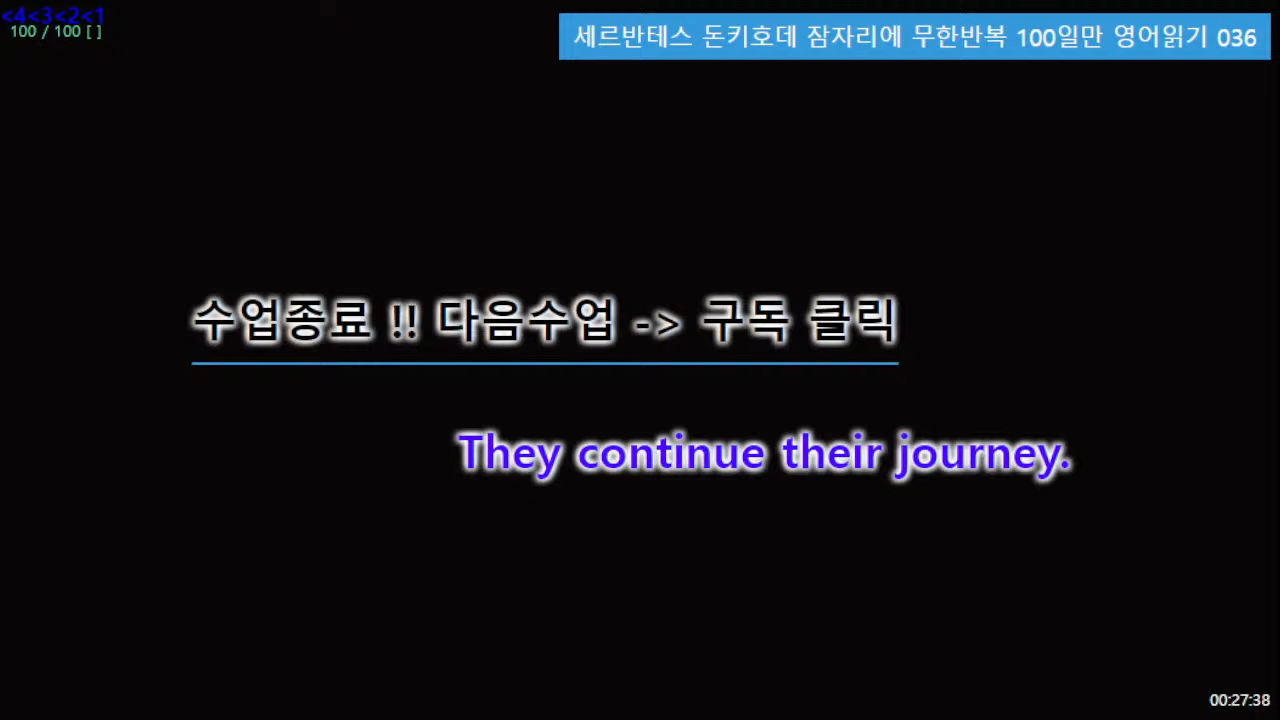 <4<3<2<1
100 / 100 [ ]
세르반테스 돈키호데 잠자리에 무한반복 100일만 영어읽기 036
수업종료 !! 다음수업 -> 구독 클릭
They continue their journey.
00:27:38